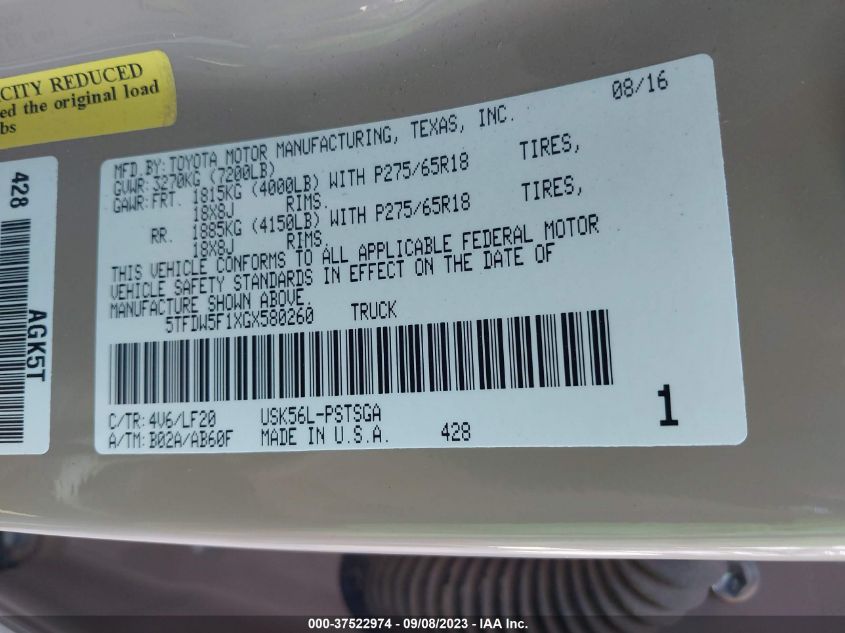 CITY REDUCED
ed the original load
bs
428
AGK5T
08/16
MFD.BY: TOYOTA MOTOR MANUFACTURING, TEXAS, INC.
GVWR: 3270KG (7200LB)
GAWR: FRT. 1815KG (4000LB) WITH P275/65R18 TIRES,
18X8J RIMS.
RR. 1885KG (4150LB) WITH P275/65R18 TIRES,
18X8J RIMS.
THIS VEHICLE CONFORMS TO ALL APPLICABLE FEDERAL MOTOR
VEHICLE SAFETY STANDARDS IN EFFECT ON THE DATE OF
MANUFACTURE SHOWN ABOVE.
5TFDW5F1XGX580260 TRUCK
C/TR: 4V6/LF20 USK56L-PSTSGA
A/TM: B02A/AB60F MADE IN U.S.A. 428
1
000-37522974 - 09/08/2023 - IAA Inc.